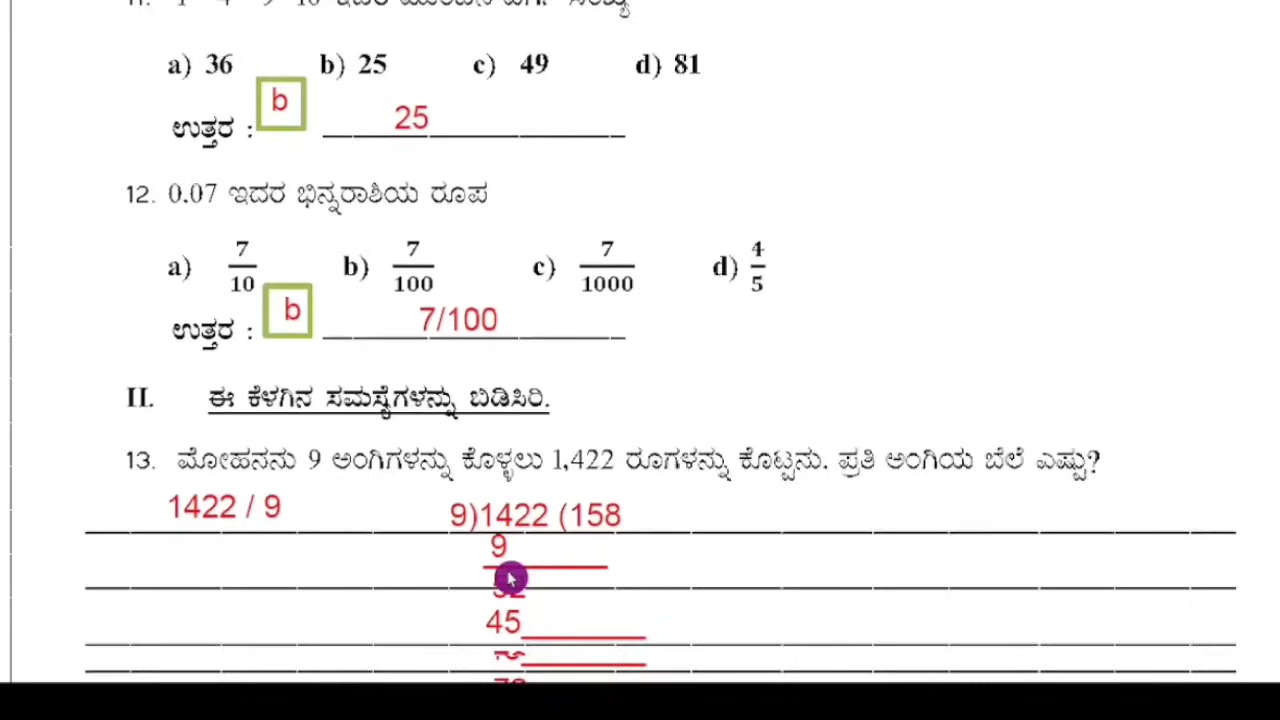 a) 36 b) 25 c) 49 d) 81
ಉತ್ತರ : b 25
12. 0.07 ಇದರ ಭಿನ್ನರಾಶಿಯ ರೂಪ
a) 7/10 b) 7/100 c) 7/1000 d) 4/5
ಉತ್ತರ : b 7/100
II. ಈ ಕೆಳಗಿನ ಸಮಸ್ಯೆಗಳನ್ನು ಬಿಡಿಸಿರಿ.
13. ಮೋಹನನು 9 ಅಂಗಿಗಳನ್ನು ಕೊಳ್ಳಲು 1,422 ರೂಗಳನ್ನು ಕೊಟ್ಟನು. ಪ್ರತಿ ಅಂಗಿಯ ಬೆಲೆ ಎಷ್ಟು?
1422 / 9 9)1422 (158
9
45